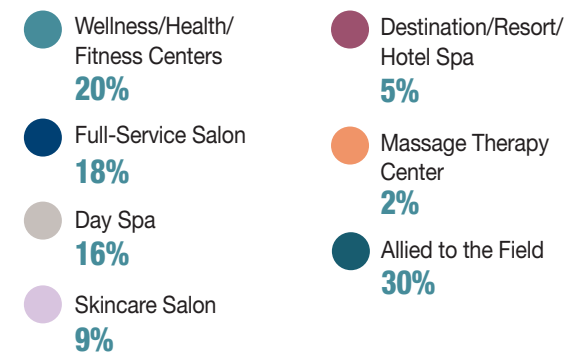 Wellness/Health/
Fitness Centers
20%
Full-Service Salon
18%
Day Spa
16%
Skincare Salon
9%
Destination/Resort/
Hotel Spa
5%
Massage Therapy
Center
2%
Allied to the Field
30%